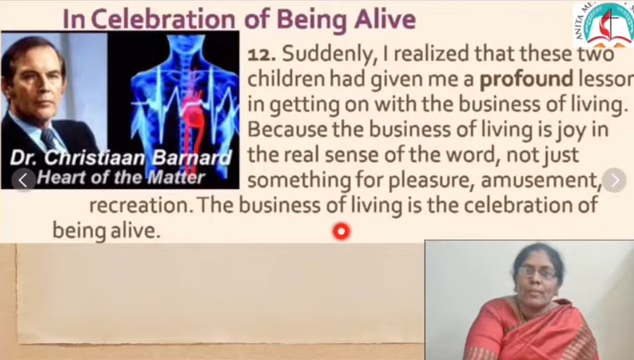 In Celebration of Being Alive
12. Suddenly, I realized that these two
children had given me a profound lesson
in getting on with the business of living.
Because the business of living is joy in
the real sense of the word, not just
something for pleasure, amusement,
recreation. The business of living is the celebration of
being alive.
Dr. Christiaan Barnard
Heart of the Matter
ANITA ME